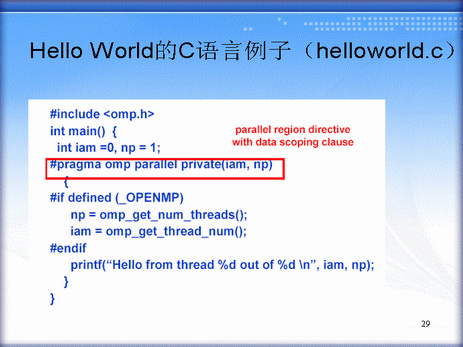 Hello World的C语言例子（helloworld.c）
#include <omp.h>
int main()  {
int iam =0, np = 1;
#pragma omp parallel private(iam, np)
{
#if defined (_OPENMP)
np = omp_get_num_threads();
iam = omp_get_thread_num();
#endif
printf(“Hello from thread %d out of %d \n”, iam, np);
}
}
parallel region directive
with data scoping clause
29